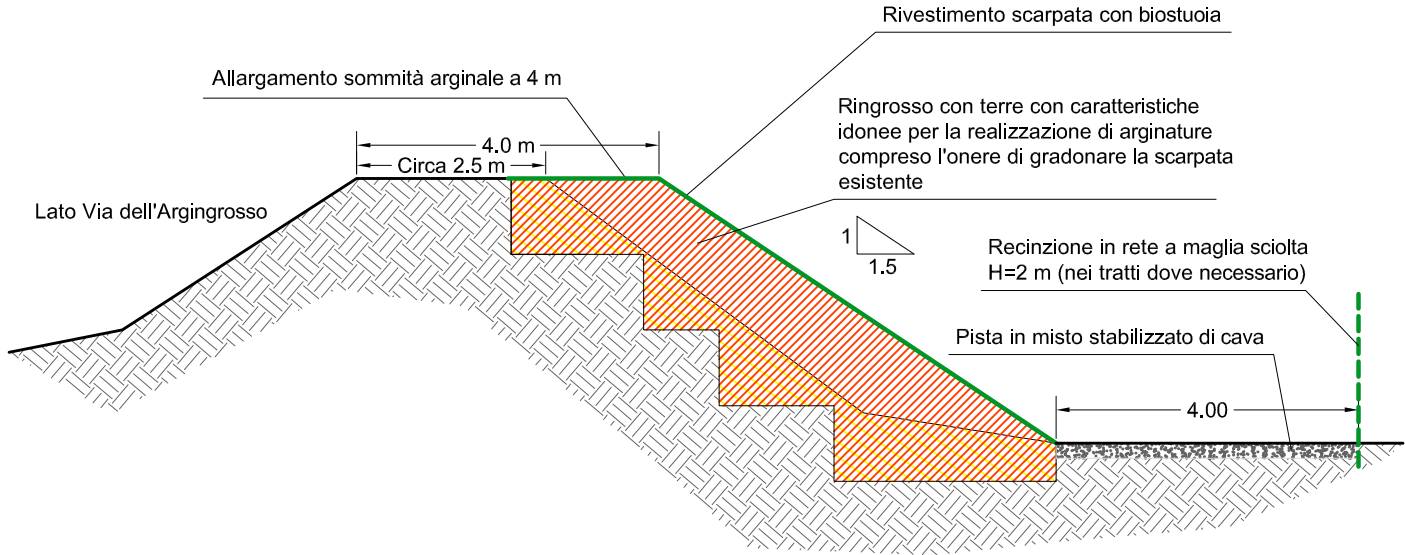 Rivestimento scarpata con biostuoia
Allargamento sommità arginale a 4 m
Ringrosso con terre con caratteristiche
idonee per la realizzazione di arginature
compreso l'onere di gradonare la scarpata
esistente
4.0 m
Circa 2.5 m
Lato Via dell'Argingrosso
1
1.5
Recinzione in rete a maglia sciolta
H=2 m (nei tratti dove necessario)
Pista in misto stabilizzato di cava
4.00